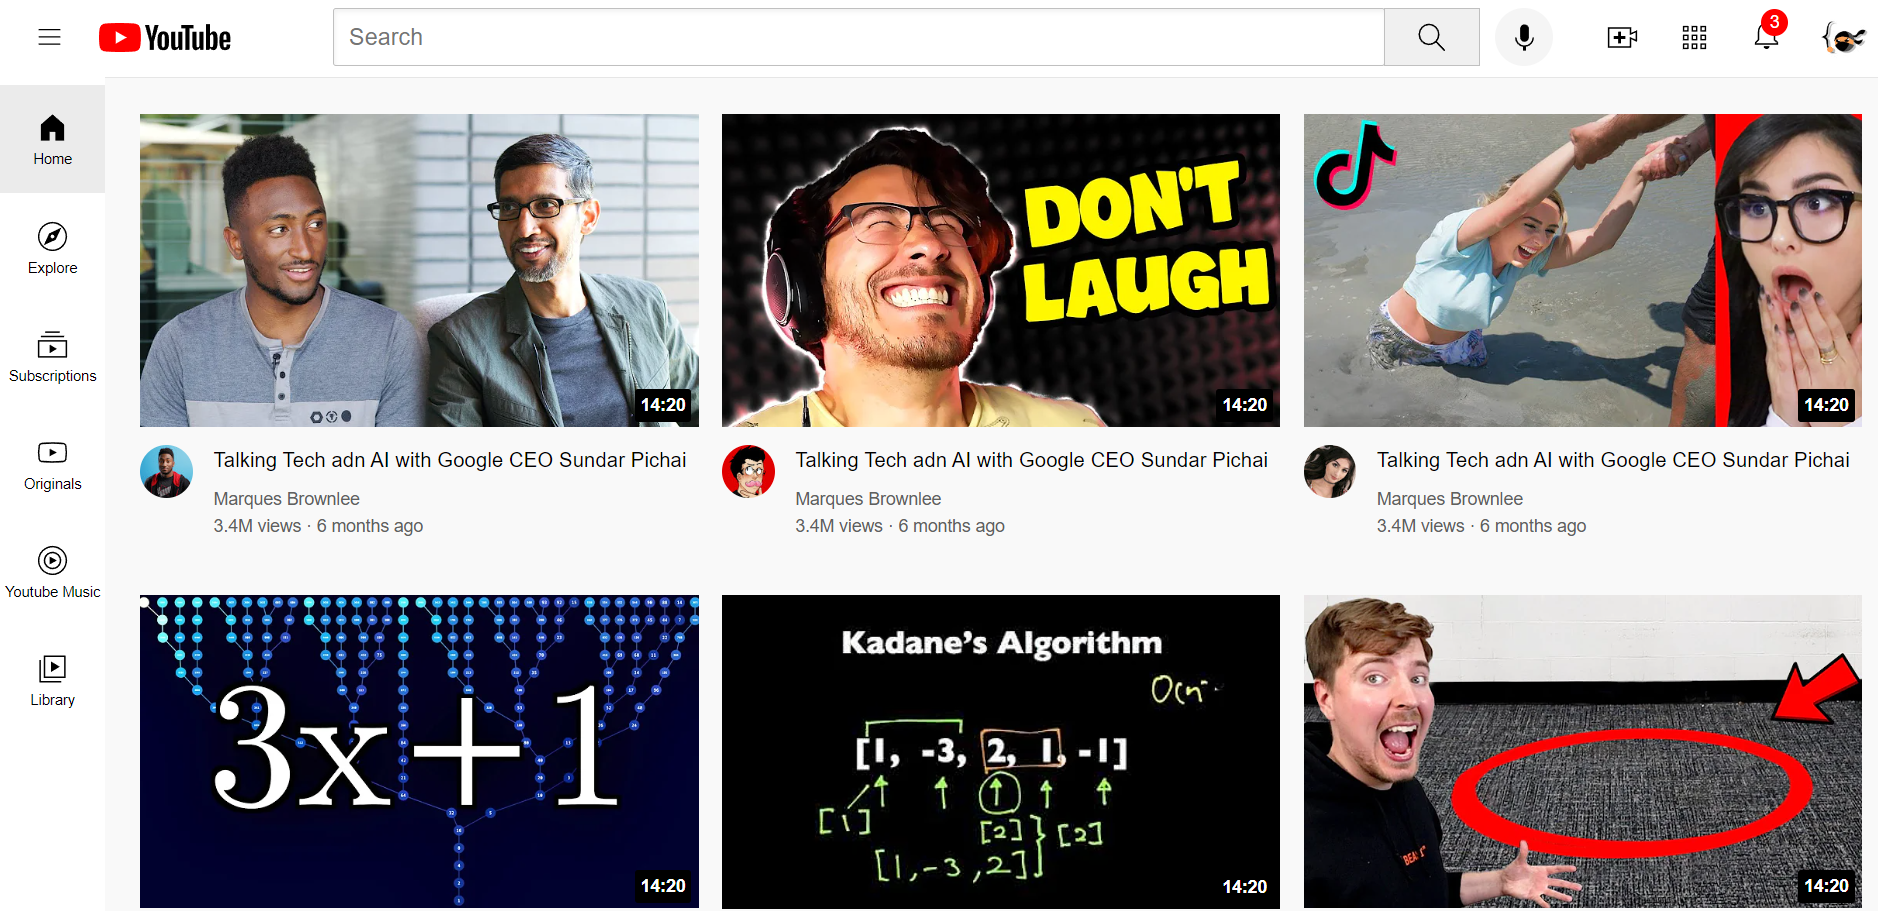 YouTube
Search
3
Home
Explore
Subscriptions
Originals
Youtube Music
Library
14:20
Talking Tech adn AI with Google CEO Sundar Pichai
Marques Brownlee
3.4M views · 6 months ago
DON'T
LAUGH
14:20
Talking Tech adn AI with Google CEO Sundar Pichai
Marques Brownlee
3.4M views · 6 months ago
14:20
Talking Tech adn AI with Google CEO Sundar Pichai
Marques Brownlee
3.4M views · 6 months ago
3x+1
14:20
Kadane's Algorithm
[1, -3, 2, 1, -1]
[1]
[2]
[2]
[1, -3, 2]
14:20
14:20